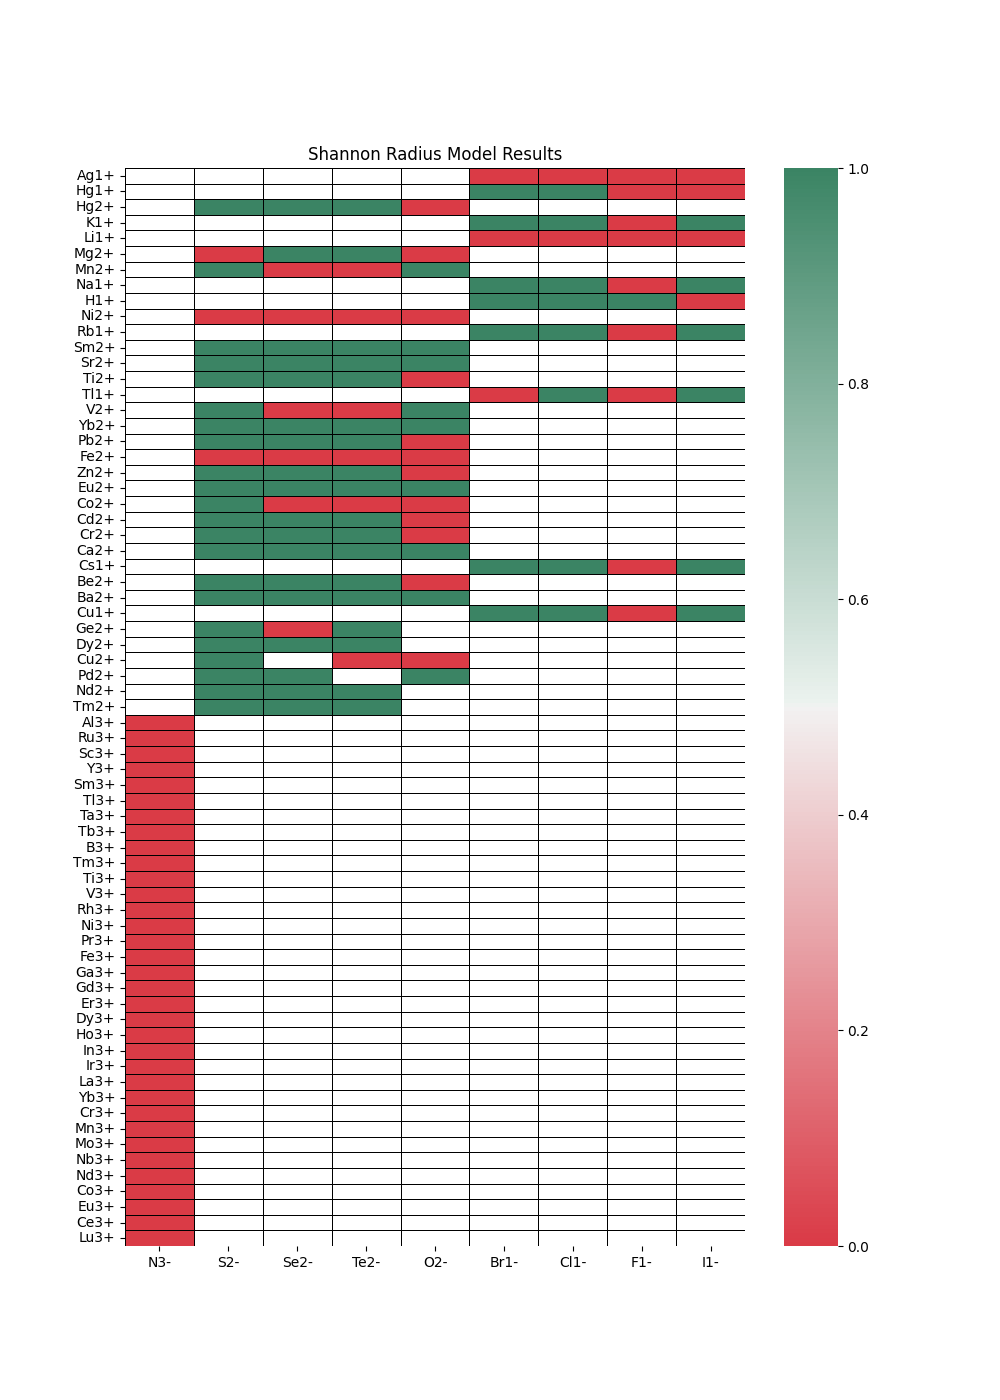 Shannon Radius Model Results
Ag1+
Hg1+
Hg2+
K1+
Li1+
Mg2+
Mn2+
Na1+
H1+
Ni2+
Rb1+
Sm2+
Sr2+
Ti2+
Tl1+
V2+
Yb2+
Pb2+
Fe2+
Zn2+
Eu2+
Co2+
Cd2+
Cr2+
Ca2+
Cs1+
Be2+
Ba2+
Cu1+
Ge2+
Dy2+
Cu2+
Pd2+
Nd2+
Tm2+
Al3+
Ru3+
Sc3+
Y3+
Sm3+
Tl3+
Ta3+
Tb3+
B3+
Tm3+
Ti3+
V3+
Rh3+
Ni3+
Pr3+
Fe3+
Ga3+
Gd3+
Er3+
Dy3+
Ho3+
In3+
Ir3+
La3+
Yb3+
Cr3+
Mn3+
Mo3+
Nb3+
Nd3+
Co3+
Eu3+
Ce3+
Lu3+
N3- S2- Se2- Te2- O2- Br1- Cl1- F1- I1-
1.0
0.8
0.6
0.4
0.2
0.0